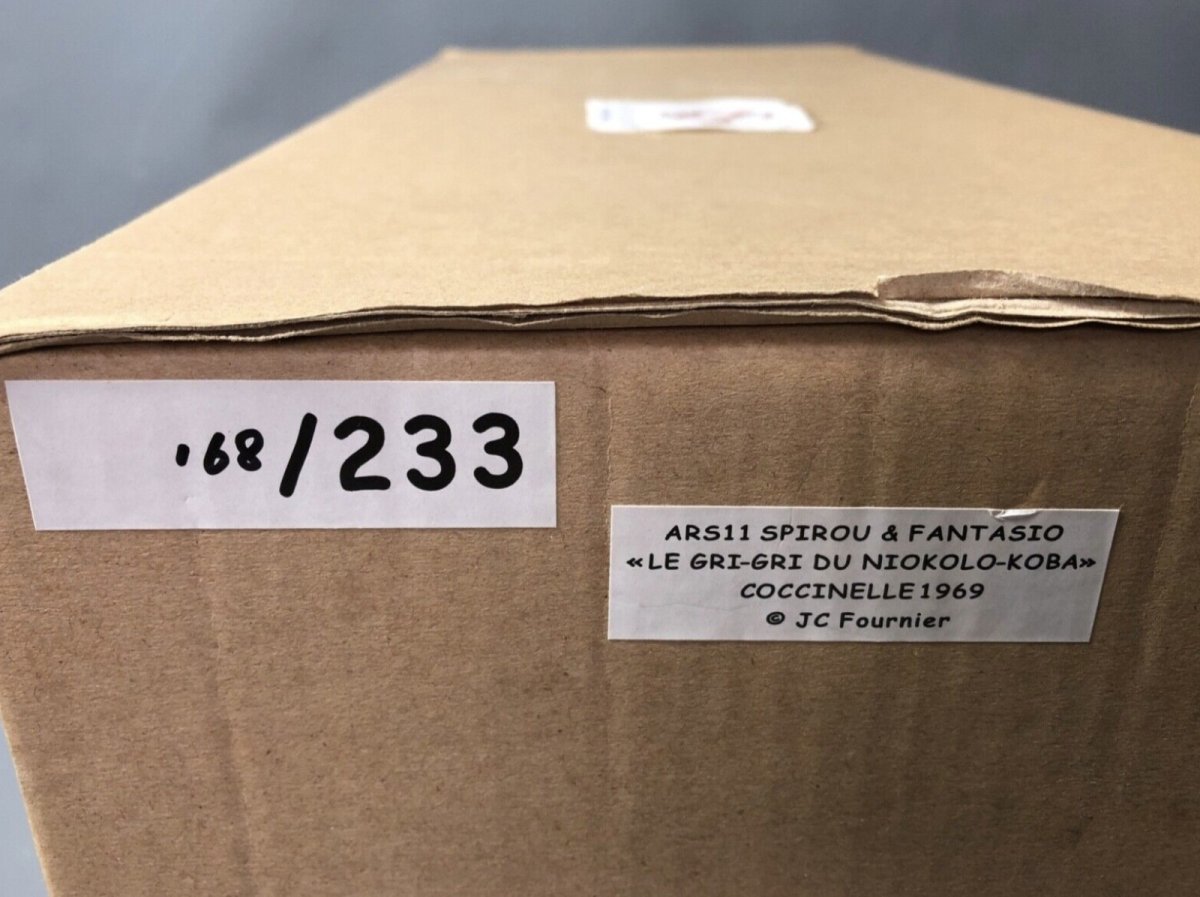 168/233
ARS11 SPIROU & FANTASIO
«LE GRI-GRI DU NIOKOLO-KOBA»
COCCINELLE 1969
© JC Fournier